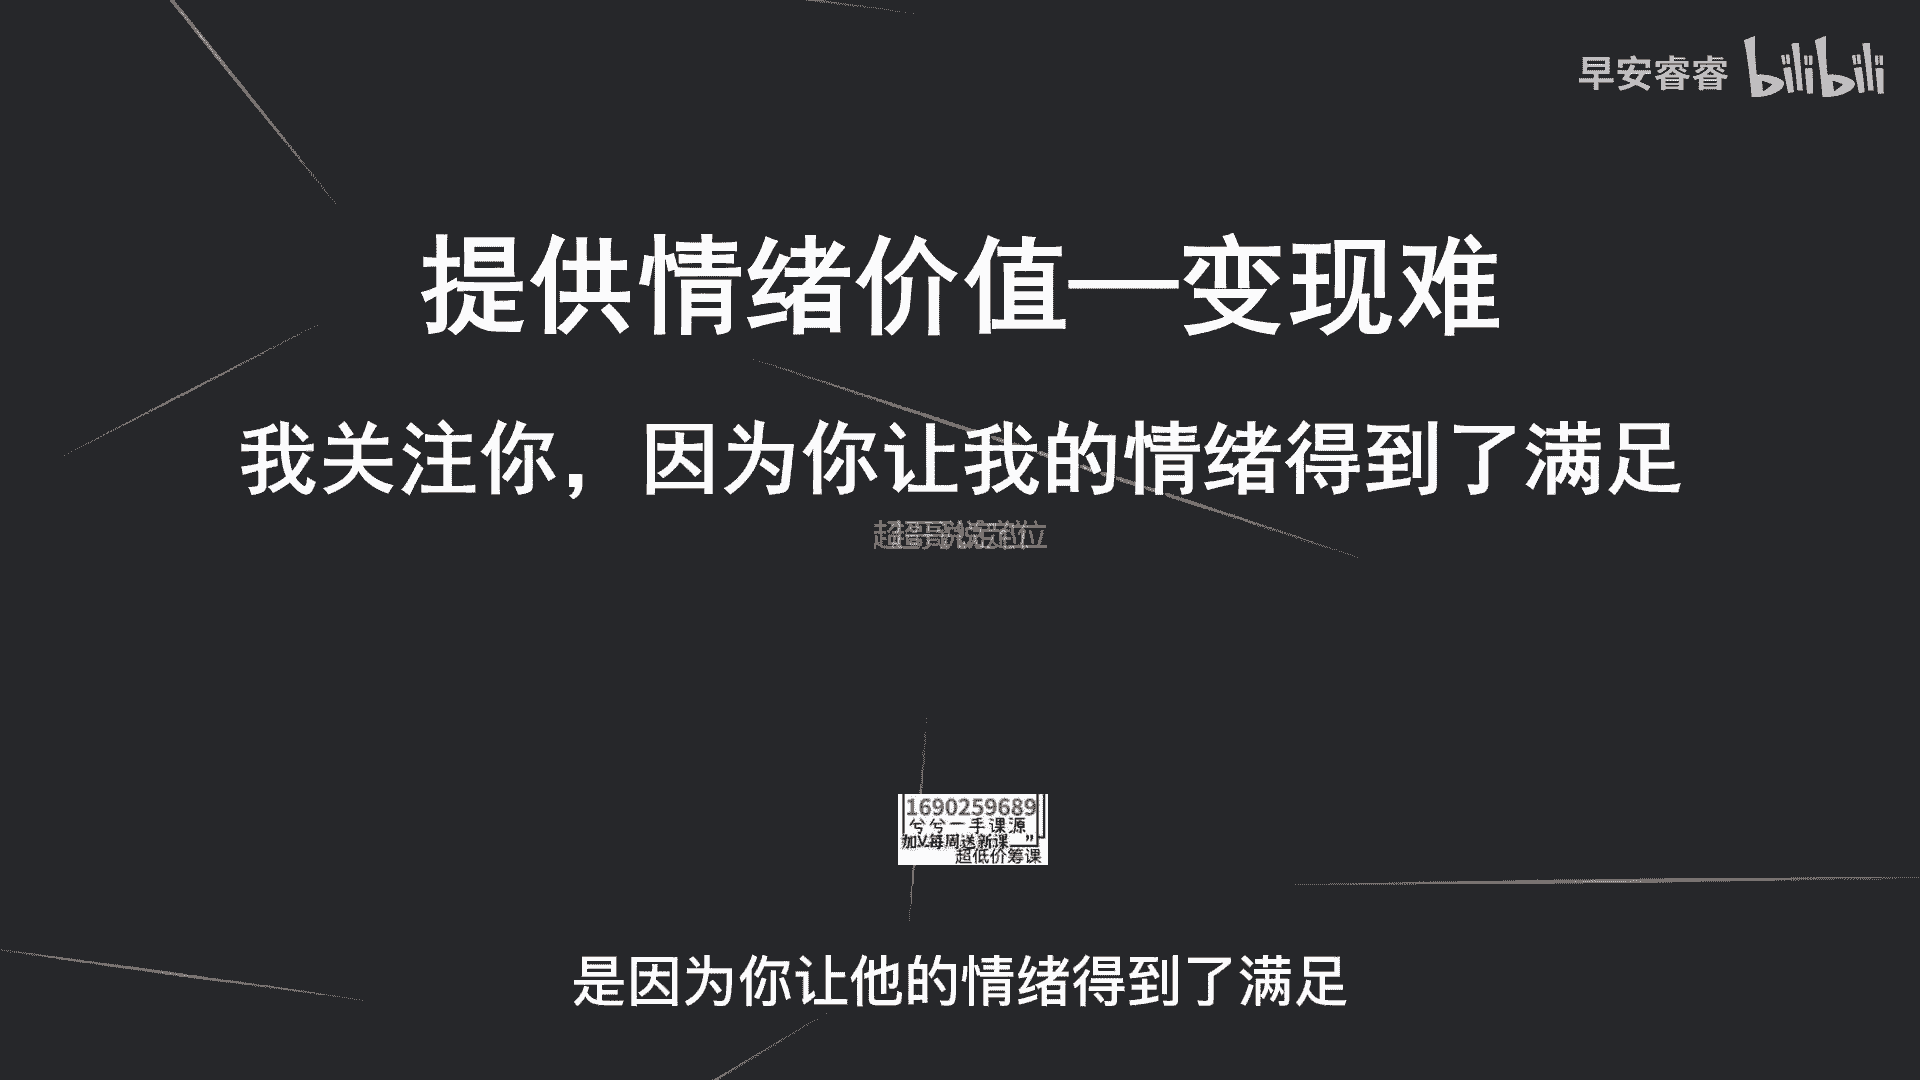 早安睿睿 bilibili
提供情绪价值—变现难
我关注你，因为你让我的情绪得到了满足
1690259689
兮兮一手课源
加V每周送新课
超低价筹课
是因为你让他的情绪得到了满足